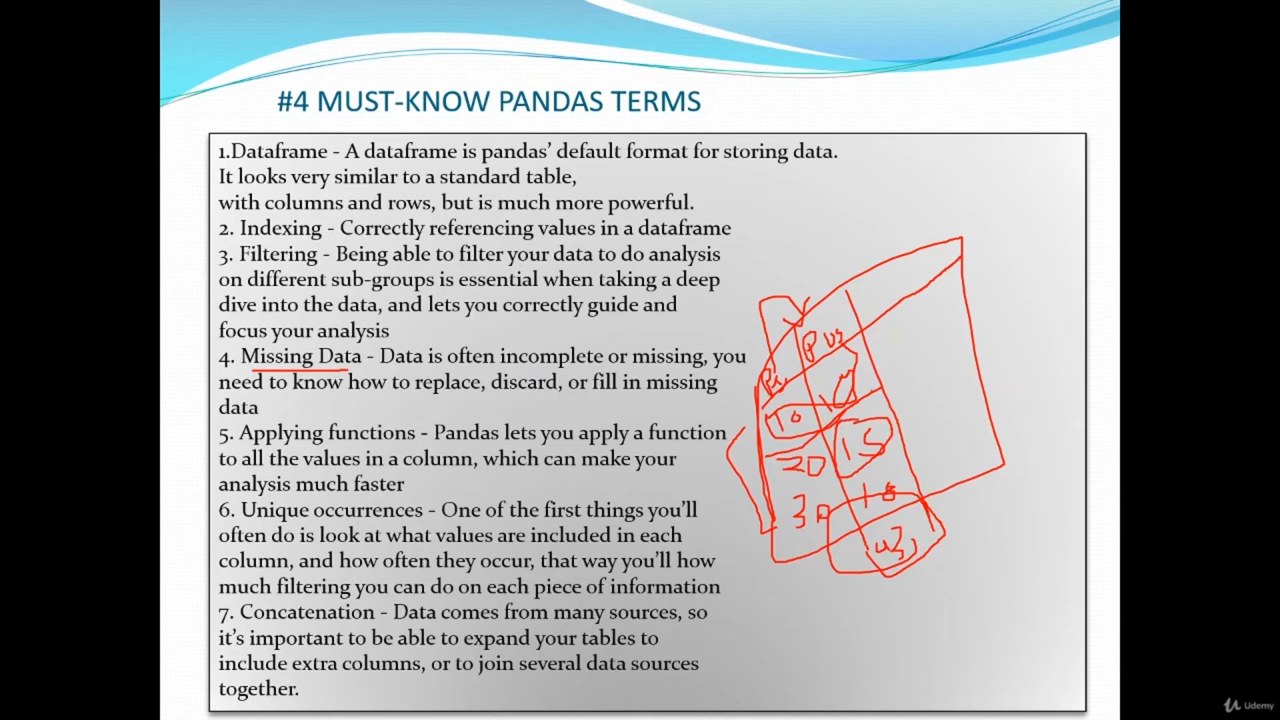 #4 MUST-KNOW PANDAS TERMS
1.Dataframe - A dataframe is pandas' default format for storing data.
It looks very similar to a standard table,
with columns and rows, but is much more powerful.
2. Indexing - Correctly referencing values in a dataframe
3. Filtering - Being able to filter your data to do analysis
on different sub-groups is essential when taking a deep
dive into the data, and lets you correctly guide and
focus your analysis
4. Missing Data - Data is often incomplete or missing, you
need to know how to replace, discard, or fill in missing
data
5. Applying functions - Pandas lets you apply a function
to all the values in a column, which can make your
analysis much faster
6. Unique occurrences - One of the first things you'll
often do is look at what values are included in each
column, and how often they occur, that way you'll how
much filtering you can do on each piece of information
7. Concatenation - Data comes from many sources, so
it's important to be able to expand your tables to
include extra columns, or to join several data sources
together.
10
20 15
30 18
Udemy